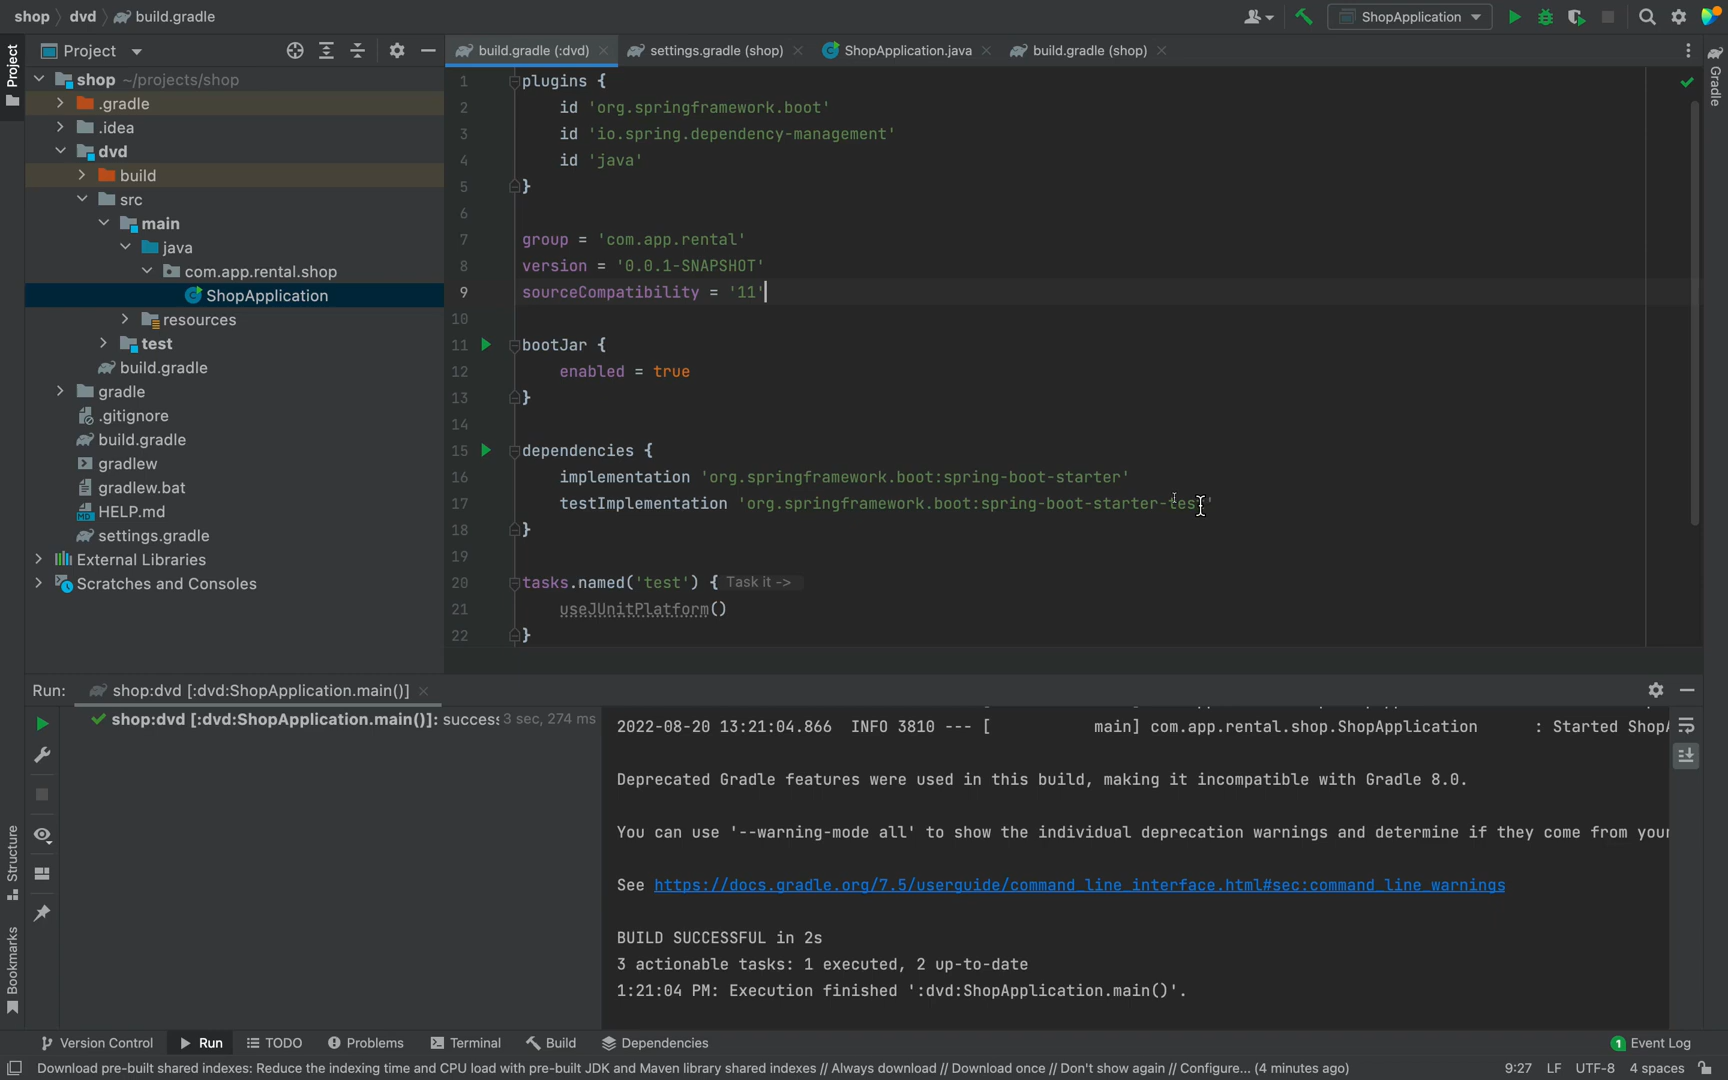 shop dvd build.gradle
ShopApplication
Project
Project
build.gradle (:dvd)
settings.gradle (shop)
ShopApplication.java
build.gradle (shop)
Gradle
shop ~/projects/shop
.gradle
.idea
dvd
build
src
main
java
com.app.rental.shop
ShopApplication
resources
test
build.gradle
gradle
.gitignore
build.gradle
gradlew
gradlew.bat
HELP.md
settings.gradle
External Libraries
Scratches and Consoles
1 plugins {
2 id 'org.springframework.boot'
3 id 'io.spring.dependency-management'
4 id 'java'
5 }
6
7 group = 'com.app.rental'
8 version = '0.0.1-SNAPSHOT'
9 sourceCompatibility = '11'
10
11 bootJar {
12 enabled = true
13 }
14
15 dependencies {
16 implementation 'org.springframework.boot:spring-boot-starter'
17 testImplementation 'org.springframework.boot:spring-boot-starter-test'
18 }
19
20 tasks.named('test') { Task it ->
21 useJUnitPlatform()
22 }
Run: shop:dvd [:dvd:ShopApplication.main()]
shop:dvd [:dvd:ShopApplication.main()]: succes 3 sec, 274 ms
2022-08-20 13:21:04.866 INFO 3810 --- [ main] com.app.rental.shop.ShopApplication : Started Shop
Deprecated Gradle features were used in this build, making it incompatible with Gradle 8.0.
You can use '--warning-mode all' to show the individual deprecation warnings and determine if they come from your
See https://docs.gradle.org/7.5/userguide/command_line_interface.html#sec:command_line_warnings
BUILD SUCCESSFUL in 2s
3 actionable tasks: 1 executed, 2 up-to-date
1:21:04 PM: Execution finished ':dvd:ShopApplication.main()'.
Structure
Bookmarks
Version Control
Run
TODO
Problems
Terminal
Build
Dependencies
1 Event Log
Download pre-built shared indexes: Reduce the indexing time and CPU load with pre-built JDK and Maven library shared indexes // Always download // Download once // Don't show again // Configure... (4 minutes ago)
9:27 LF UTF-8 4 spaces